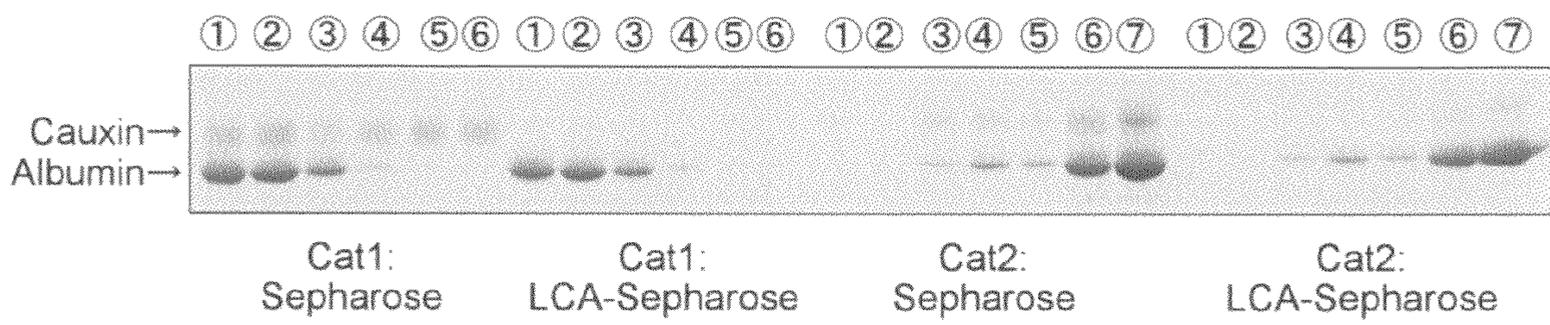 ① ② ③ ④ ⑤ ⑥ ① ② ③ ④ ⑤ ⑥ ① ② ③ ④ ⑤ ⑥ ⑦ ① ② ③ ④ ⑤ ⑥ ⑦
Cauxin→
Albumin→
Cat1: Cat1: Cat2: Cat2:
Sepharose LCA-Sepharose Sepharose LCA-Sepharose